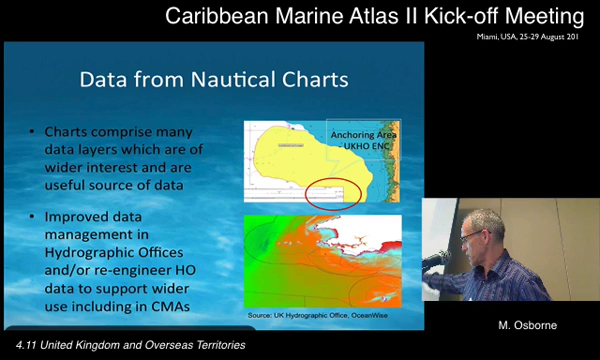 Caribbean Marine Atlas II Kick-off Meeting
Miami, USA, 25-29 August 201
Data from Nautical Charts
• Charts comprise many
data layers which are of
wider interest and are
useful source of data
Anchoring Area
- UKHO ENC
• Improved data
management in
Hydrographic Offices
and/or re-engineer HO
data to support wider
use including in CMAs
Source: UK Hydrographic Office, OceanWise
M. Osborne
4.11 United Kingdom and Overseas Territories